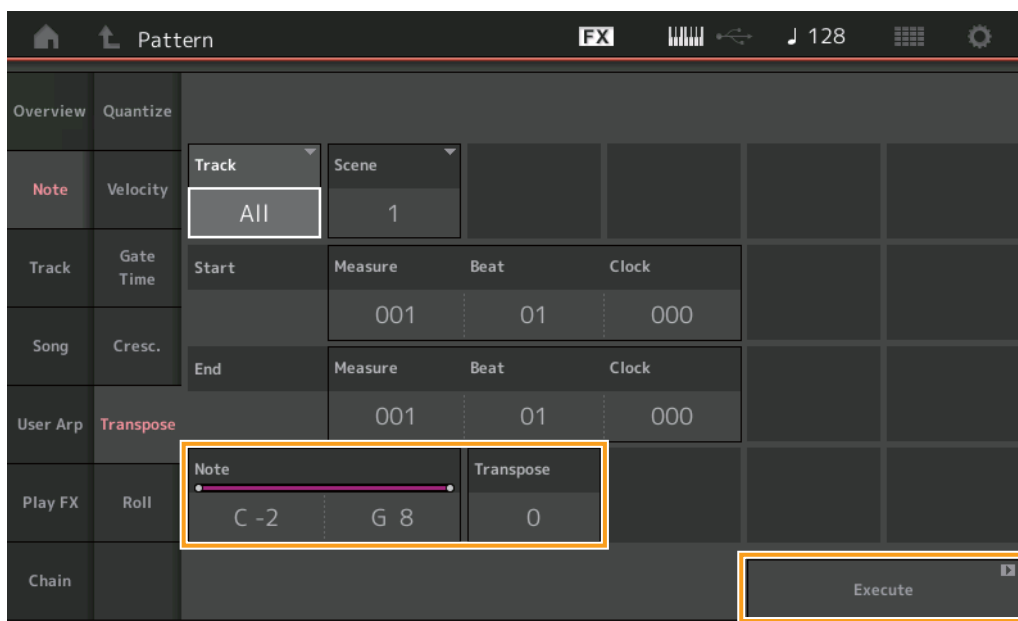 Pattern FX ♩ 128
Overview Quantize
Track Scene
Note Velocity
All 1
Track Gate Time Start Measure Beat Clock
001 01 000
Song Cresc.
End Measure Beat Clock
User Arp Transpose 001 01 000
Note Transpose
Play FX Roll C -2 G 8 0
Chain Execute